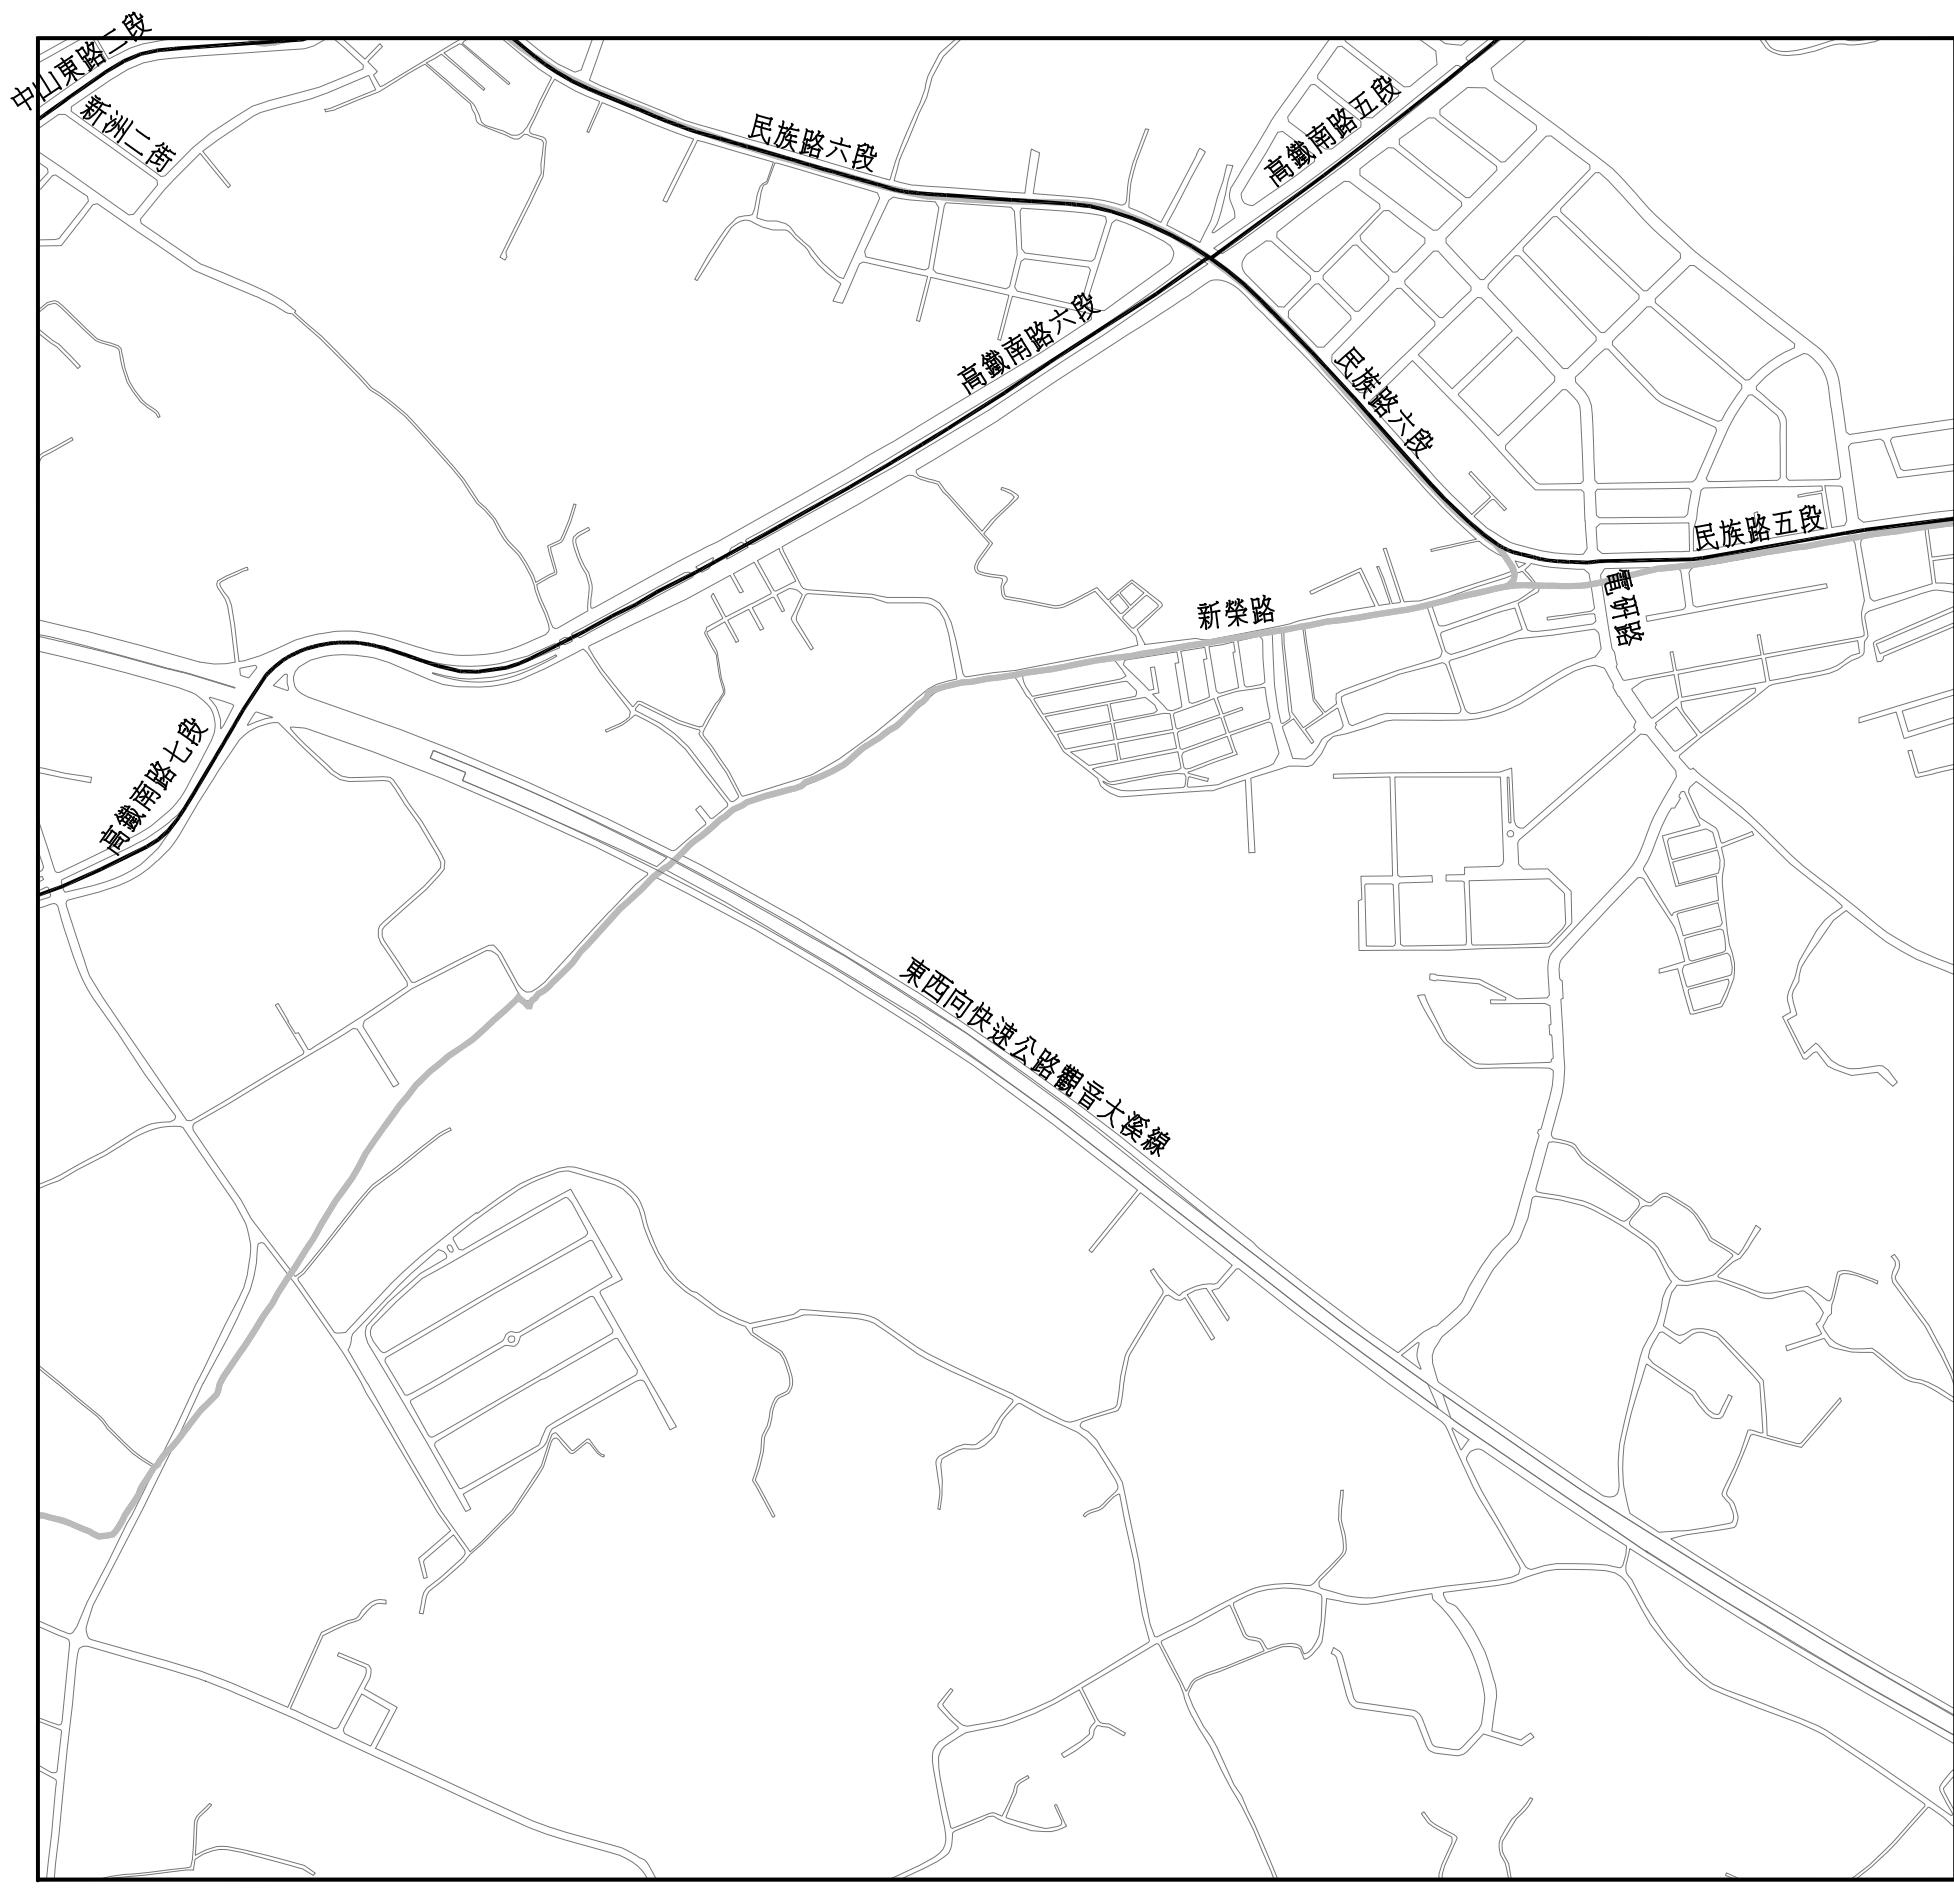 中山東路二段
新洲二街
民族路六段
高鐵南路五段
高鐵南路六段
民族路六段
民族路五段
電研路
新榮路
高鐵南路七段
東西向快速公路觀音大溪線